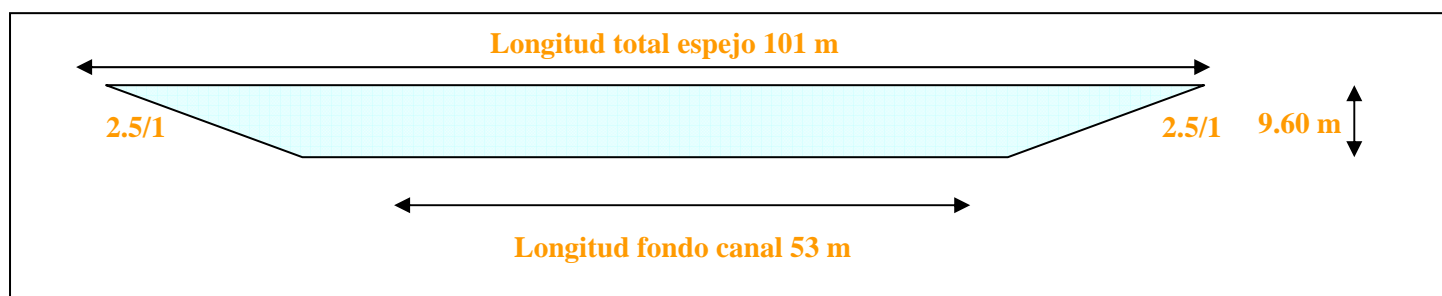 Longitud total espejo 101 m
2.5/1
2.5/1
9.60 m
Longitud fondo canal 53 m